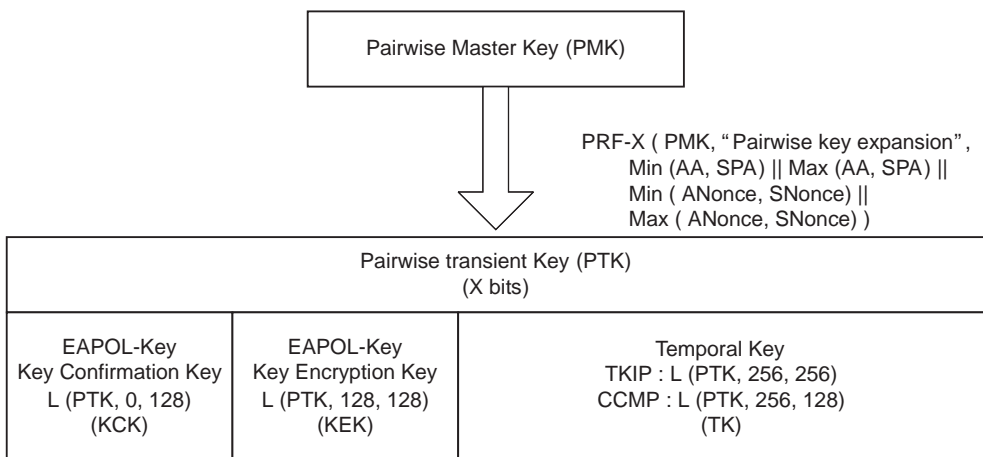 Pairwise Master Key (PMK)
PRF-X ( PMK, “Pairwise key expansion”,
Min (AA, SPA) || Max (AA, SPA) ||
Min ( ANonce, SNonce) ||
Max ( ANonce, SNonce) )
Pairwise transient Key (PTK)
(X bits)
EAPOL-Key
Key Confirmation Key
L (PTK, 0, 128)
(KCK)
EAPOL-Key
Key Encryption Key
L (PTK, 128, 128)
(KEK)
Temporal Key
TKIP : L (PTK, 256, 256)
CCMP : L (PTK, 256, 128)
(TK)